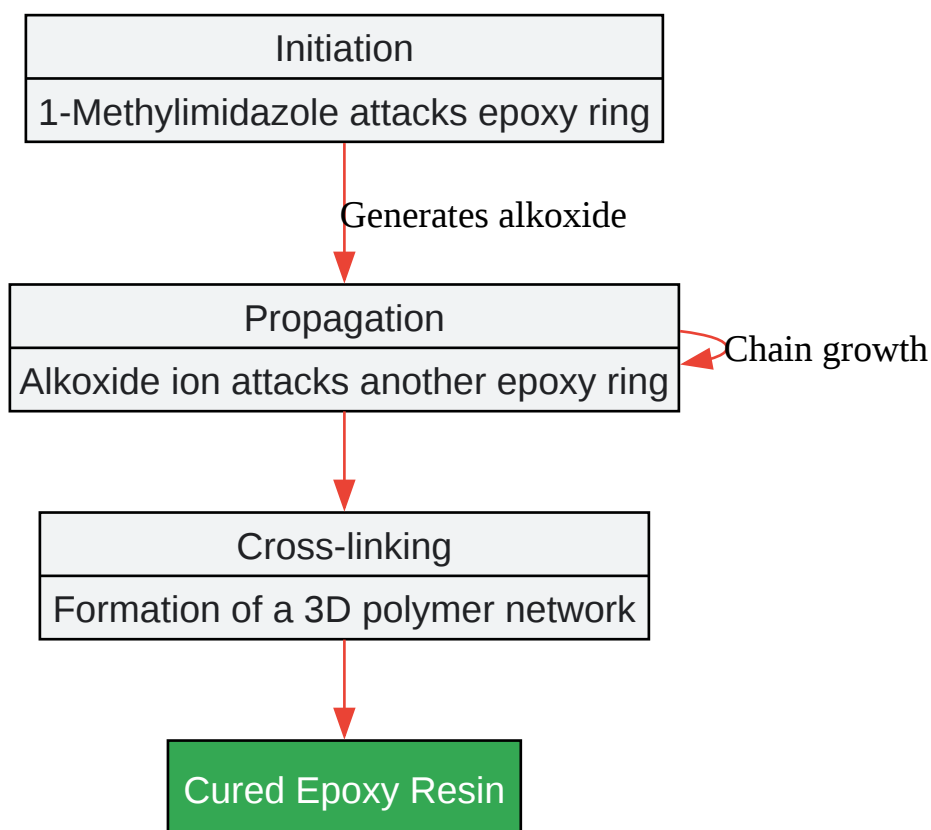 Initiation
1-Methylimidazole attacks epoxy ring
Generates alkoxide
Propagation
Alkoxide ion attacks another epoxy ring
Chain growth
Cross-linking
Formation of a 3D polymer network
Cured Epoxy Resin